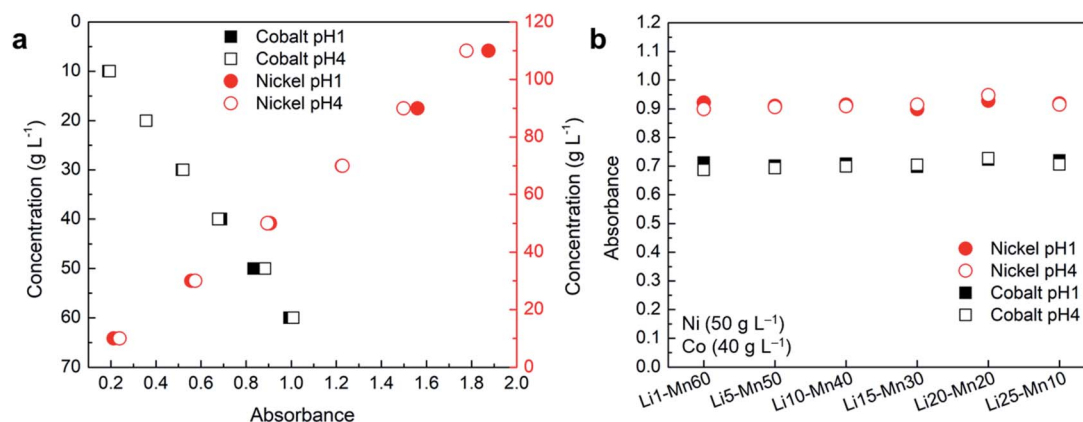 a
0
10
20
30
40
50
60
70
Concentration (g L⁻¹)
Cobalt pH1
Cobalt pH4
Nickel pH1
Nickel pH4
120
100
80
60
40
20
0
Concentration (g L⁻¹)
0.2 0.4 0.6 0.8 1.0 1.2 1.4 1.6 1.8 2.0
Absorbance
b
1.2
1.1
1.0
0.9
0.8
0.7
0.6
0.5
0.4
0.3
0.2
0.1
0.0
Absorbance
Nickel pH1
Nickel pH4
Cobalt pH1
Cobalt pH4
Ni (50 g L⁻¹)
Co (40 g L⁻¹)
Li1-Mn60 Li5-Mn50 Li10-Mn40 Li15-Mn30 Li20-Mn20 Li25-Mn10